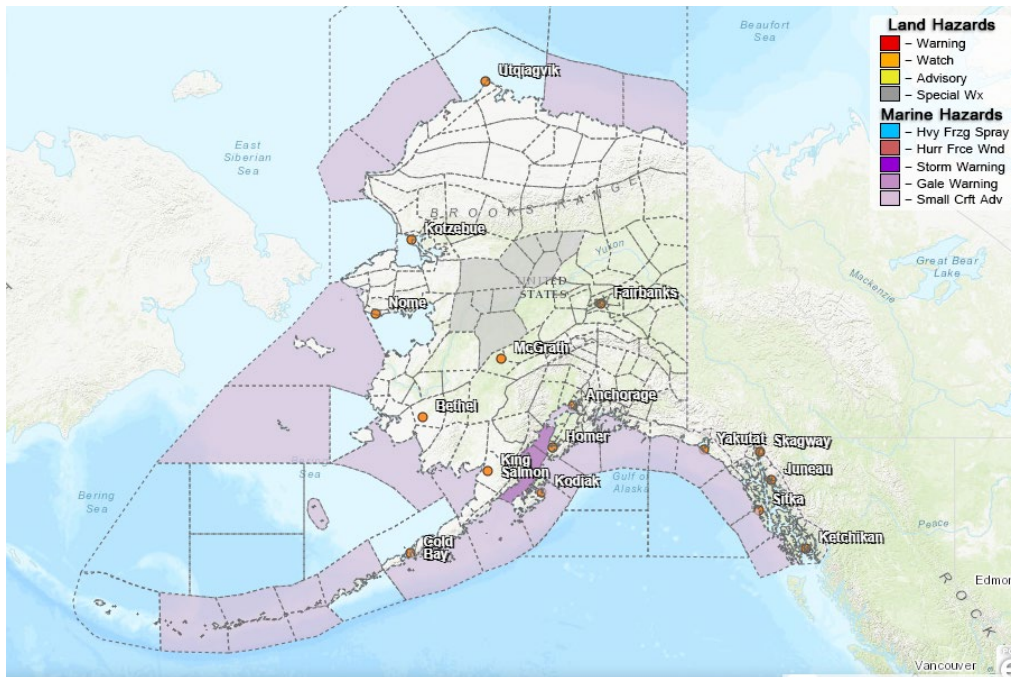 Beaufort
Sea
Land Hazards
– Warning
– Watch
– Advisory
– Special Wx
Marine Hazards
– Hvy Frzg Spray
– Hurr Frce Wnd
– Storm Warning
– Gale Warning
– Small Crft Adv
Utqiagvik
East
Siberian
Sea
BROOKS RANGE
Kotzebue
Yukon
Great Bear
Lake
Mackenzie
UNITED
STATES
Fairbanks
Nome
McGrath
Anchorage
Bethel
Homer
Yakutat
Skagway
King
Salmon
Sea
Juneau
Kodiak
Gulf of
Alaska
Bering
Sea
Sitka
Peace
Cold
Bay
Ketchikan
ROCK
Edmon
Vancouver